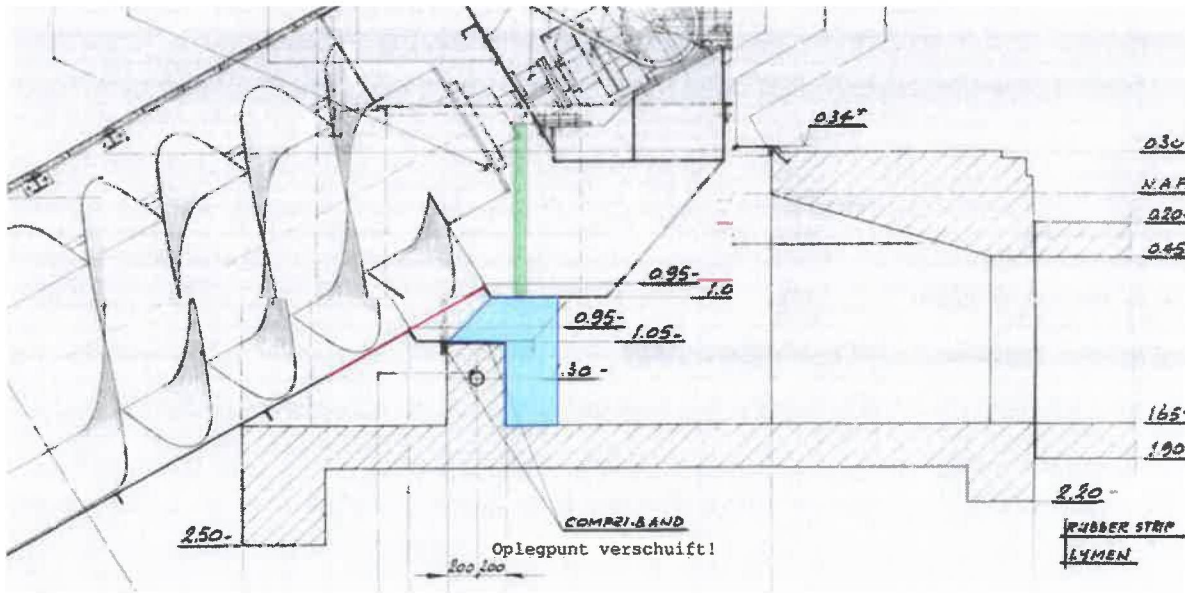 0.34+
N.A.P
0.20-
0.45
0.95-
1.0
0.95-
1.05-
1.30-
1.65-
1.90
2.20-
2.50-
COMPRI-BAND
Oplegpunt verschuift!
RUBBER STRIP
LYMEN
200 200